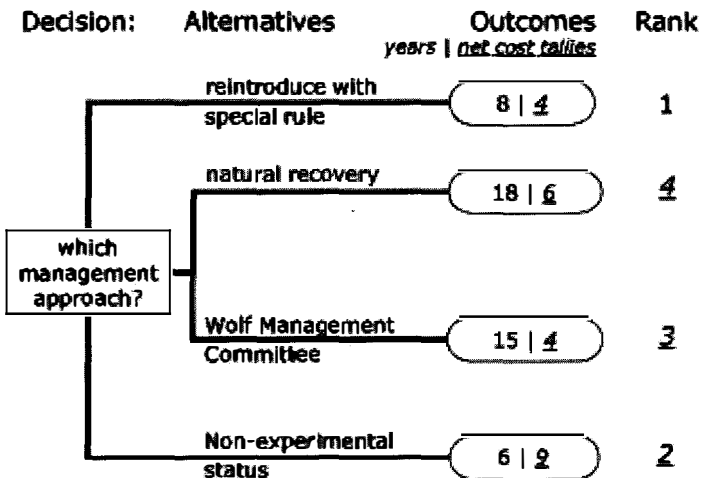 Decision: Alternatives Outcomes Rank
years | net cost tallies
reintroduce with
special rule
8 | 4
1
natural recovery
18 | 6
4
which
management
approach?
Wolf Management
Committee
15 | 4
3
Non-experimental
status
6 | 9
2